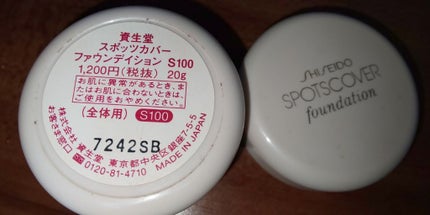 資生堂
スポッツカバー
ファウンデイション S100
1,200円(税抜) 20g
お肌に異常があるとき、また
はお肌に合わないときは、
ご使用をおやめください。
(全体用) S100
7242SB
株式会社 資生堂 東京都中央区銀座7-5-5
お客さま窓口 0120-81-4710 MADE IN JAPAN
SHISEIDO
SPOTSCOVER
foundation